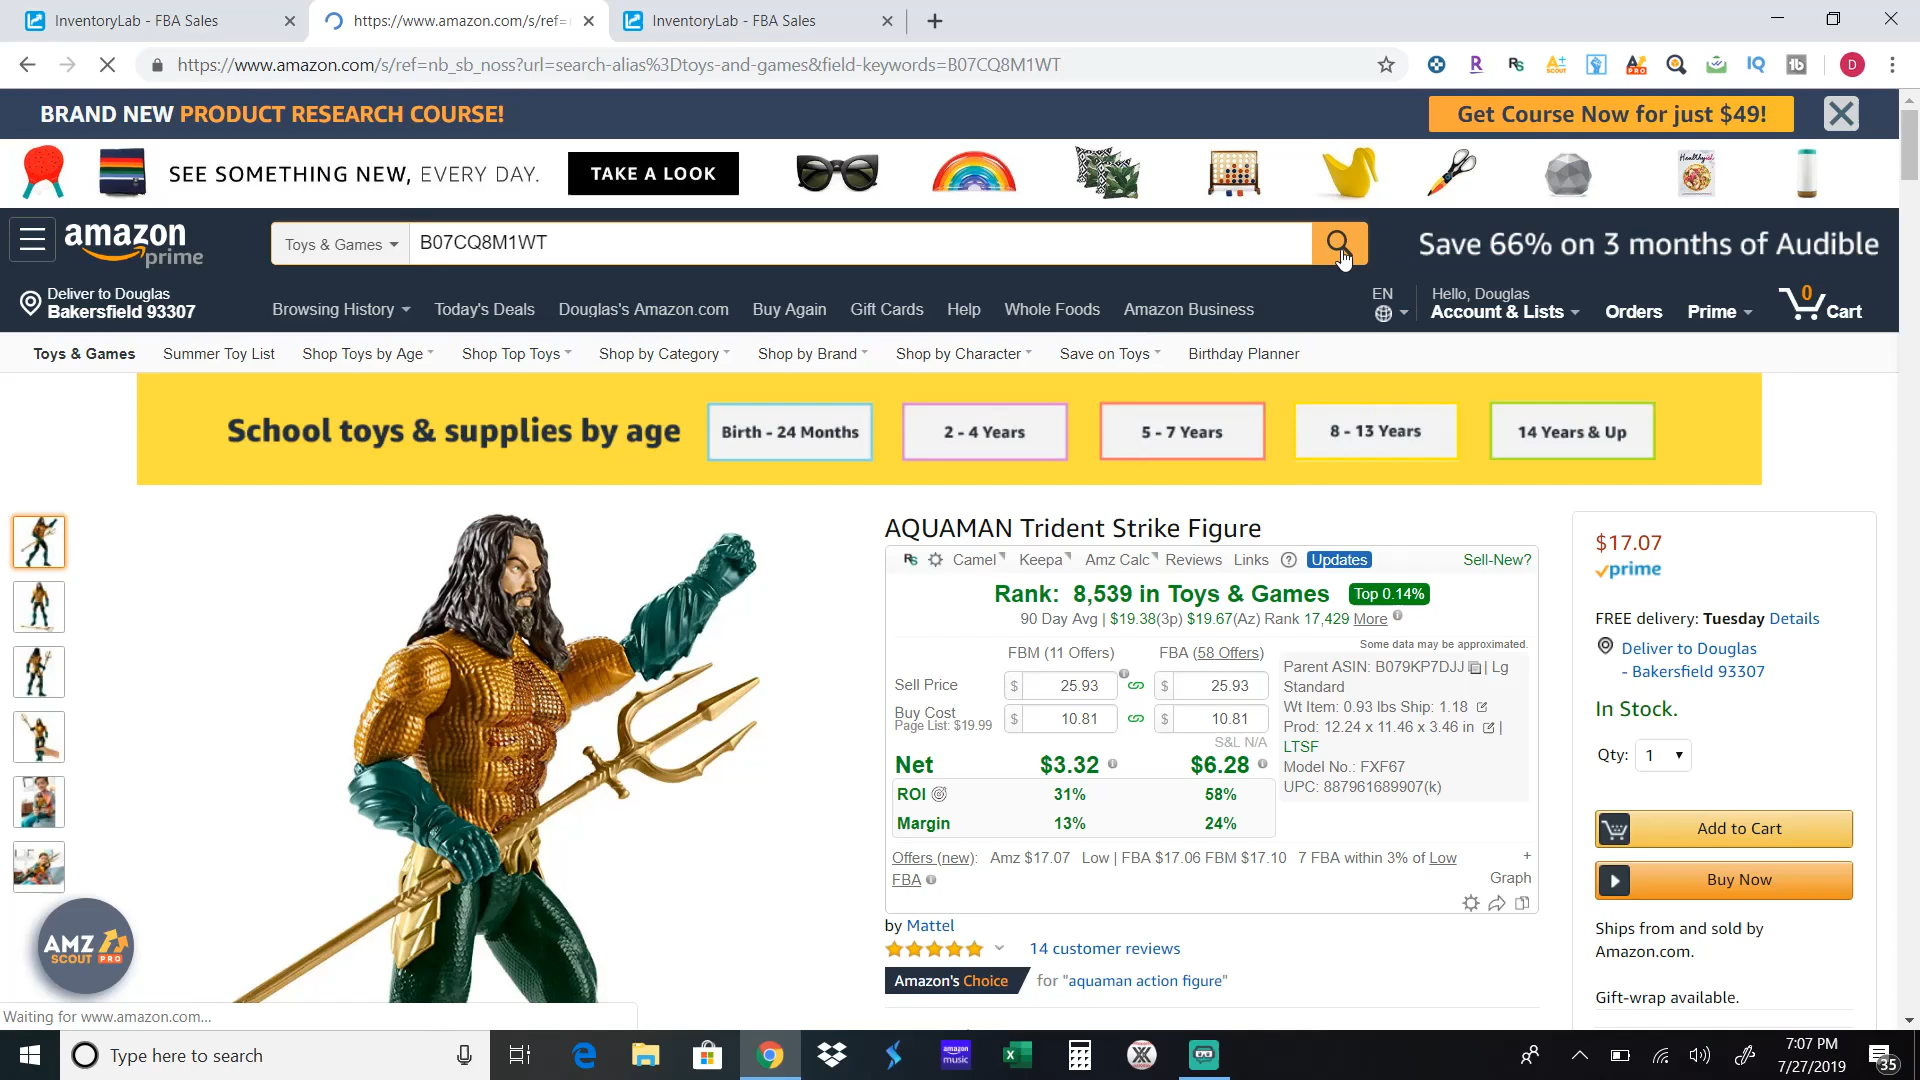 InventoryLab - FBA Sales
https://www.amazon.com/s/ref=
InventoryLab - FBA Sales
https://www.amazon.com/s/ref=nb_sb_noss?url=search-alias%3Dtoys-and-games&field-keywords=B07CQ8M1WT
BRAND NEW PRODUCT RESEARCH COURSE!
Get Course Now for just $49!
SEE SOMETHING NEW, EVERY DAY.
TAKE A LOOK
amazon
prime
Toys & Games
B07CQ8M1WT
Save 66% on 3 months of Audible
Deliver to Douglas
Bakersfield 93307
Browsing History Today's Deals Douglas's Amazon.com Buy Again Gift Cards Help Whole Foods Amazon Business
EN
Hello, Douglas
Account & Lists
Orders
Prime
0
Cart
Toys & Games Summer Toy List Shop Toys by Age Shop Top Toys Shop by Category Shop by Brand Shop by Character Save on Toys Birthday Planner
School toys & supplies by age
Birth - 24 Months
2 - 4 Years
5 - 7 Years
8 - 13 Years
14 Years & Up
AQUAMAN Trident Strike Figure
RS Camel Keepa Amz Calc Reviews Links ? Updates Sell-New?
Rank: 8,539 in Toys & Games Top 0.14%
90 Day Avg | $19.38(3p) $19.67(Az) Rank 17,429 More
Some data may be approximated.
FBM (11 Offers) FBA (58 Offers)
Sell Price $ 25.93 $ 25.93
Buy Cost $ 10.81 $ 10.81
Page List: $19.99
S&L N/A
Net $3.32 $6.28
ROI 31% 58%
Margin 13% 24%
Parent ASIN: B079KP7DJJ | Lg
Standard
Wt Item: 0.93 lbs Ship: 1.18
Prod: 12.24 x 11.46 x 3.46 in |
LTSF
Model No.: FXF67
UPC: 887961689907(k)
Offers (new): Amz $17.07 Low | FBA $17.06 FBM $17.10 7 FBA within 3% of Low
FBA
+
Graph
by Mattel
14 customer reviews
Amazon's Choice for "aquaman action figure"
$17.07
prime
FREE delivery: Tuesday Details
Deliver to Douglas
- Bakersfield 93307
In Stock.
Qty: 1
Add to Cart
Buy Now
Ships from and sold by
Amazon.com.
Gift-wrap available.
AMZ
SCOUT PRO
Waiting for www.amazon.com...
Type here to search
amazon
music
7:07 PM
7/27/2019
35